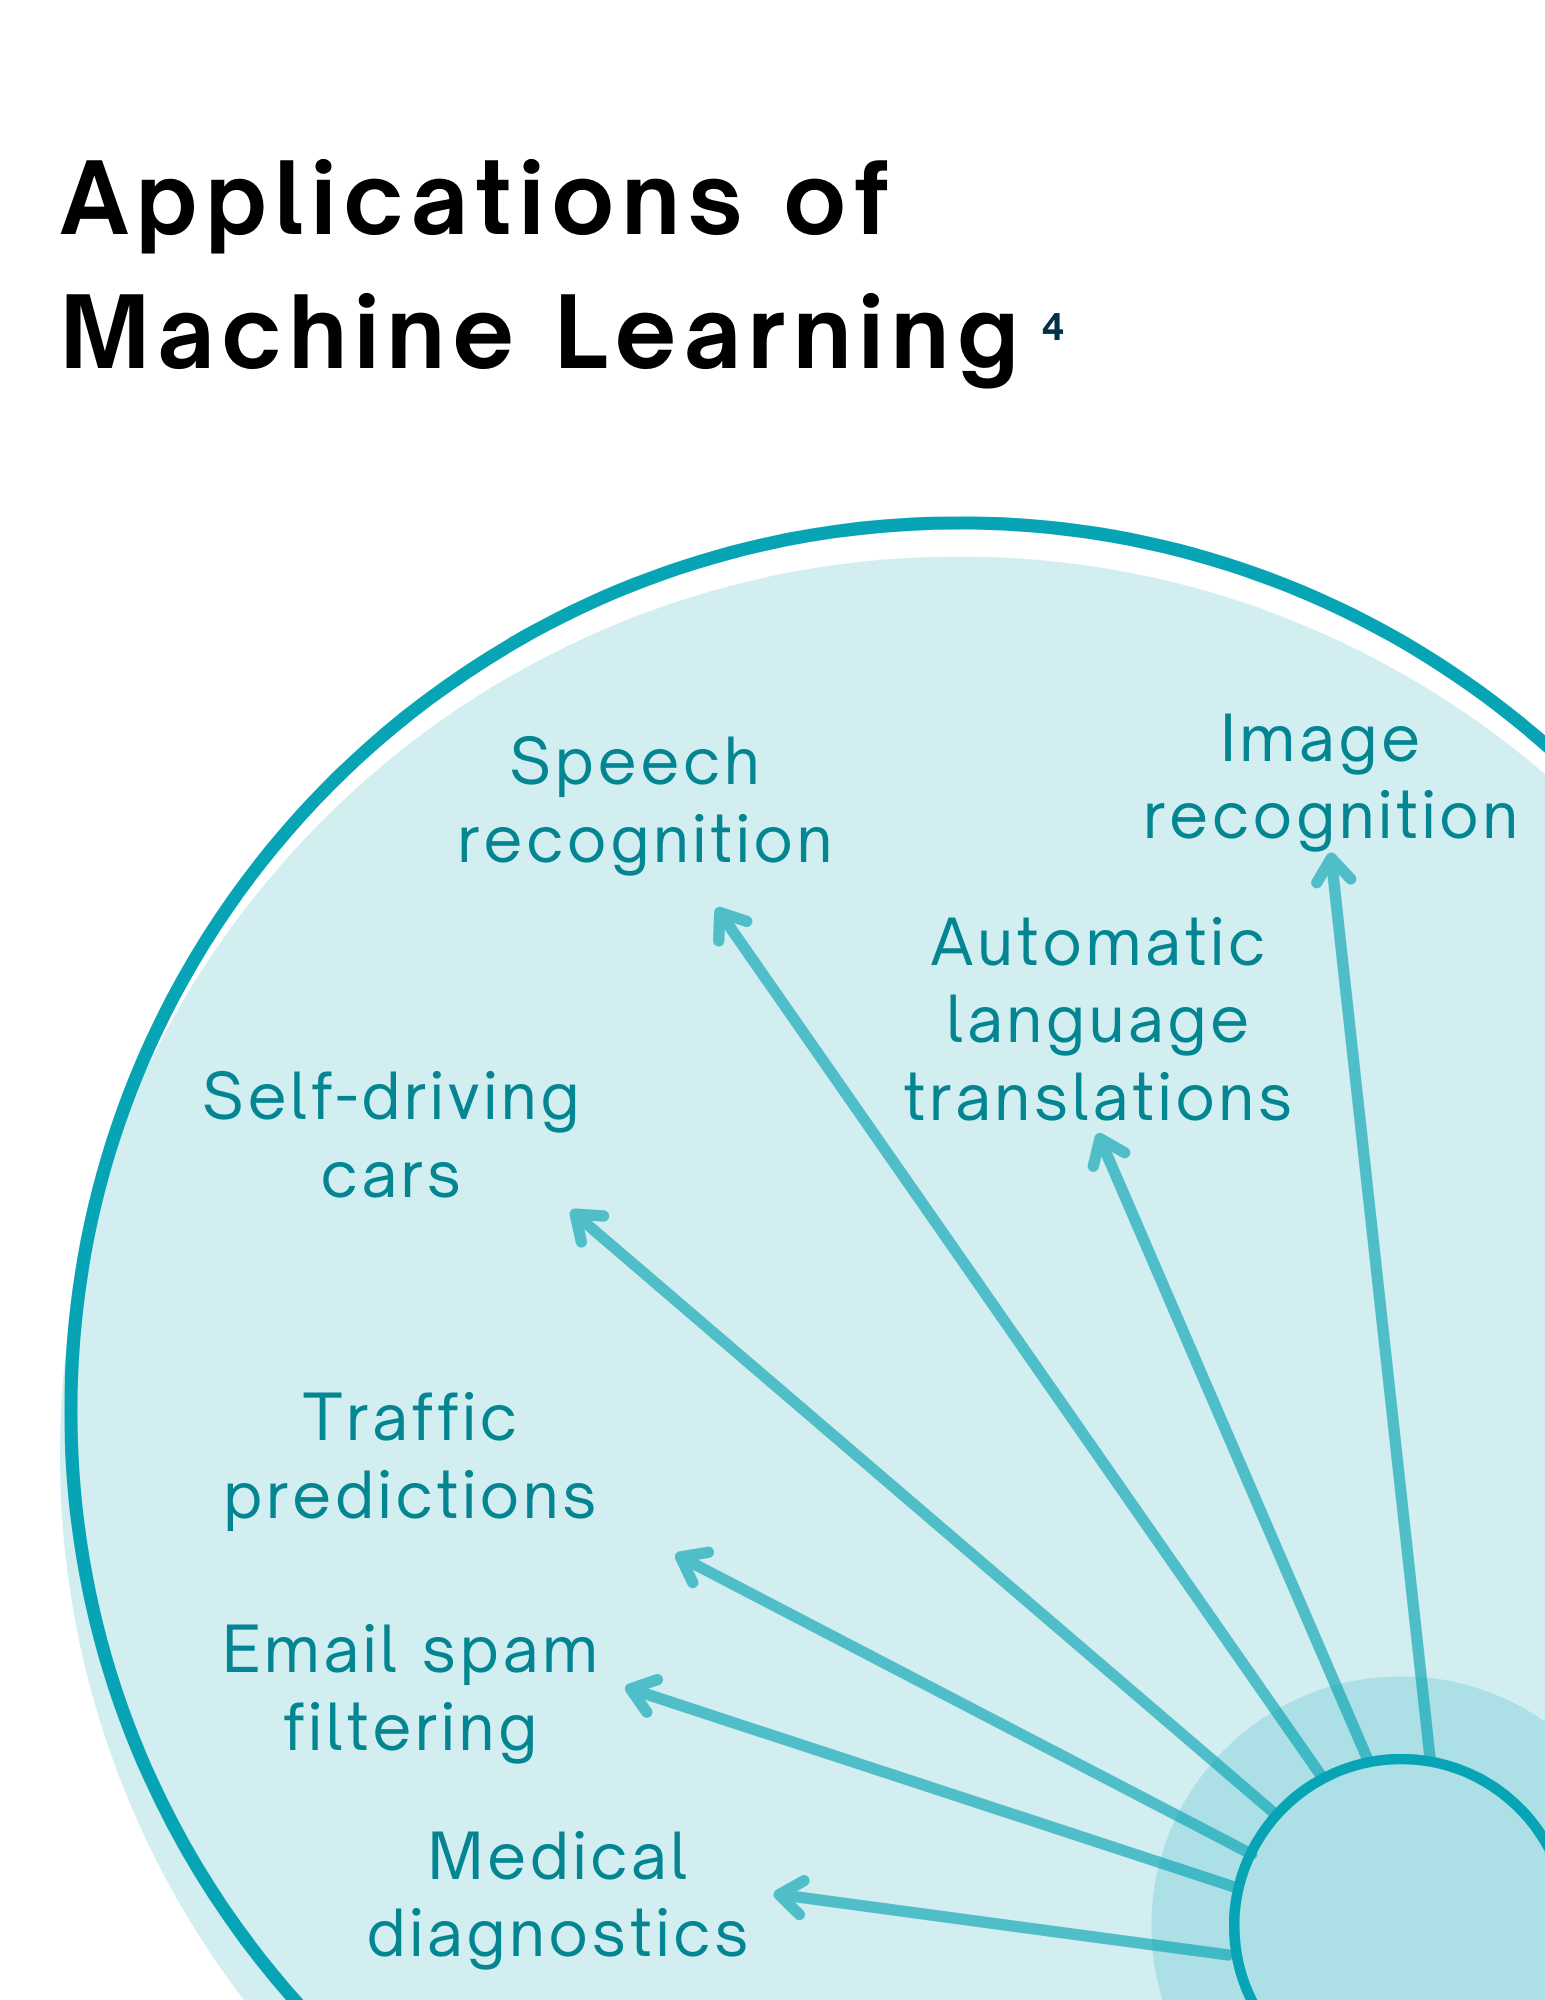 Applications of
Machine Learning 4
Speech
recognition
Image
recognition
Automatic
language
translations
Self-driving
cars
Traffic
predictions
Email spam
filtering
Medical
diagnostics